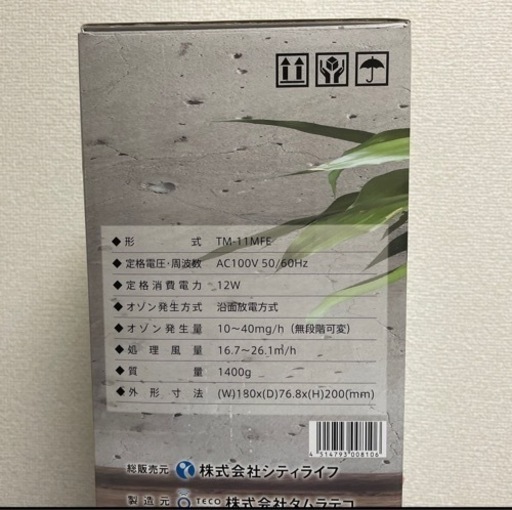 ◆形　　式　TM-11MFE
◆定格電圧・周波数　AC100V 50/60Hz
◆定格消費電力　12W
◆オゾン発生方式　沿面放電方式
◆オゾン発生量　10～40mg/h（無段階可変）
◆処理風量　16.7～26.1㎥/h
◆質　　量　1400g
◆外形寸法　(W)180x(D)76.8x(H)200(mm)
4 514793 008106
総販売元　株式会社シティライフ
製造元　TECO　株式会社タムラテコ